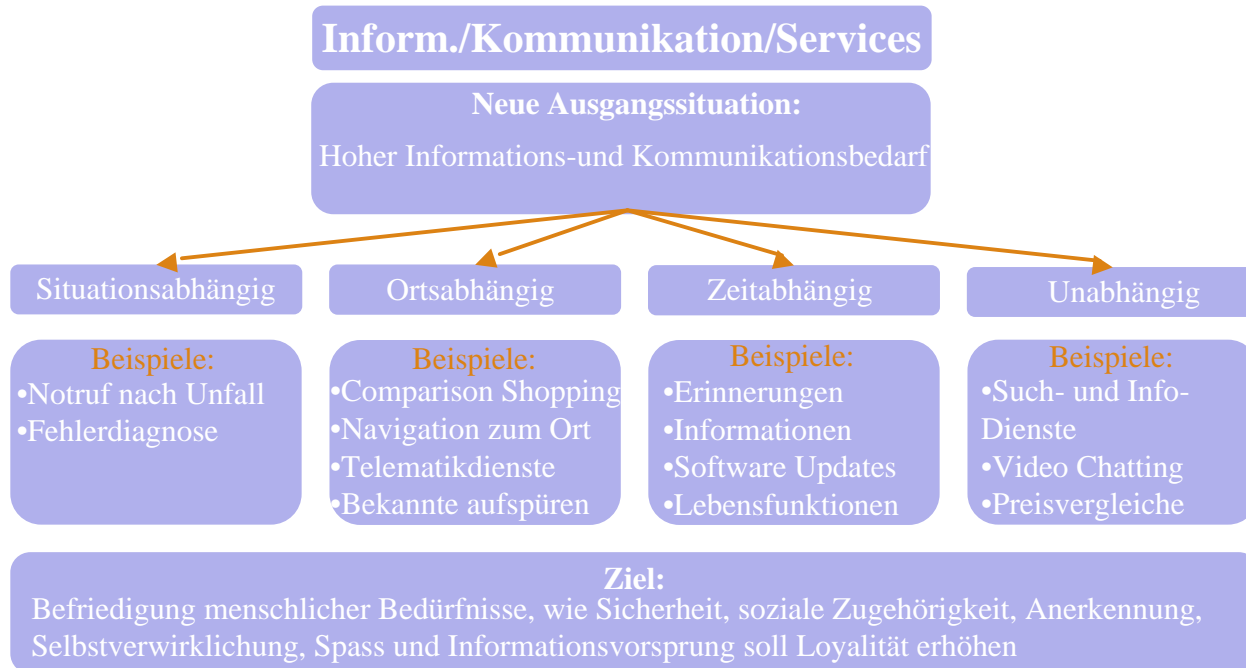 Inform./Kommunikation/Services
Neue Ausgangssituation:
Hoher Informations-und Kommunikationsbedarf
Situationsabhängig
Ortsabhängig
Zeitabhängig
Unabhängig
Beispiele:
•Notruf nach Unfall
•Fehlerdiagnose
Beispiele:
•Comparison Shopping
•Navigation zum Ort
•Telematikdienste
•Bekannte aufspüren
Beispiele:
•Erinnerungen
•Informationen
•Software Updates
•Lebensfunktionen
Beispiele:
•Such- und Info-
Dienste
•Video Chatting
•Preisvergleiche
Ziel:
Befriedigung menschlicher Bedürfnisse, wie Sicherheit, soziale Zugehörigkeit, Anerkennung,
Selbstverwirklichung, Spass und Informationsvorsprung soll Loyalität erhöhen